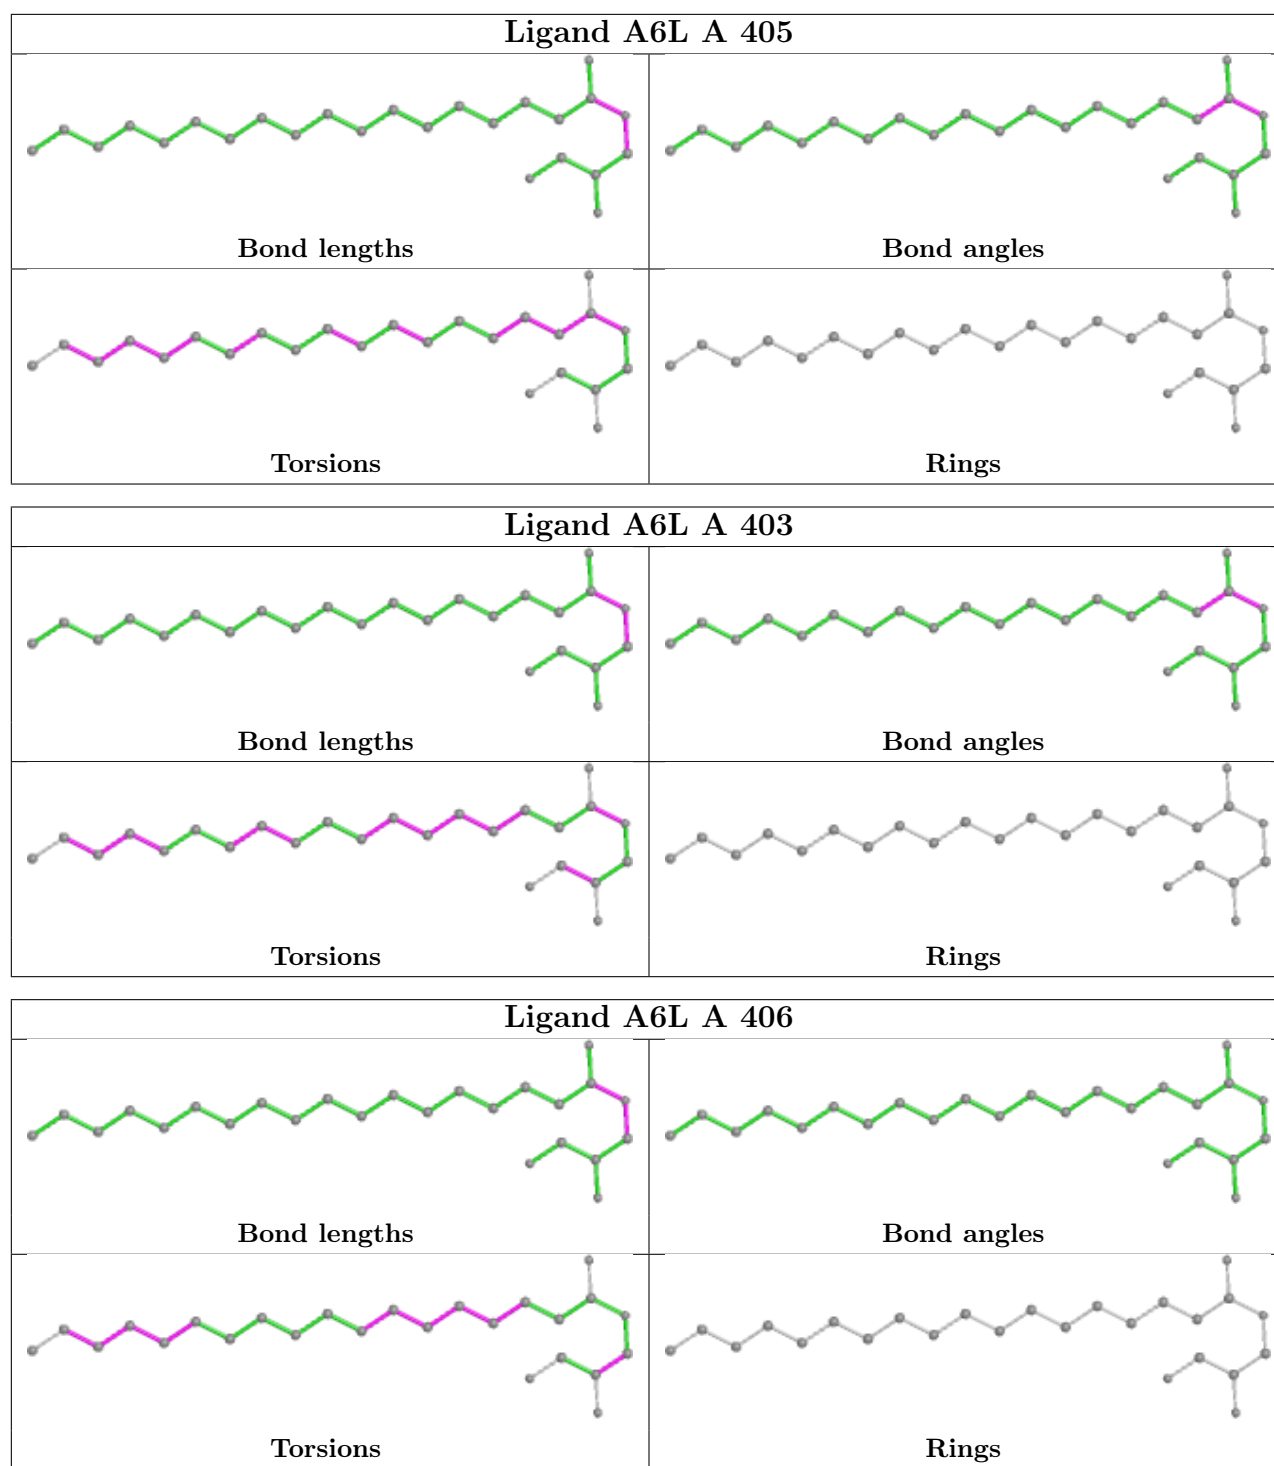 Ligand A6L A 405
Bond lengths
Bond angles
Torsions
Rings
Ligand A6L A 403
Bond lengths
Bond angles
Torsions
Rings
Ligand A6L A 406
Bond lengths
Bond angles
Torsions
Rings